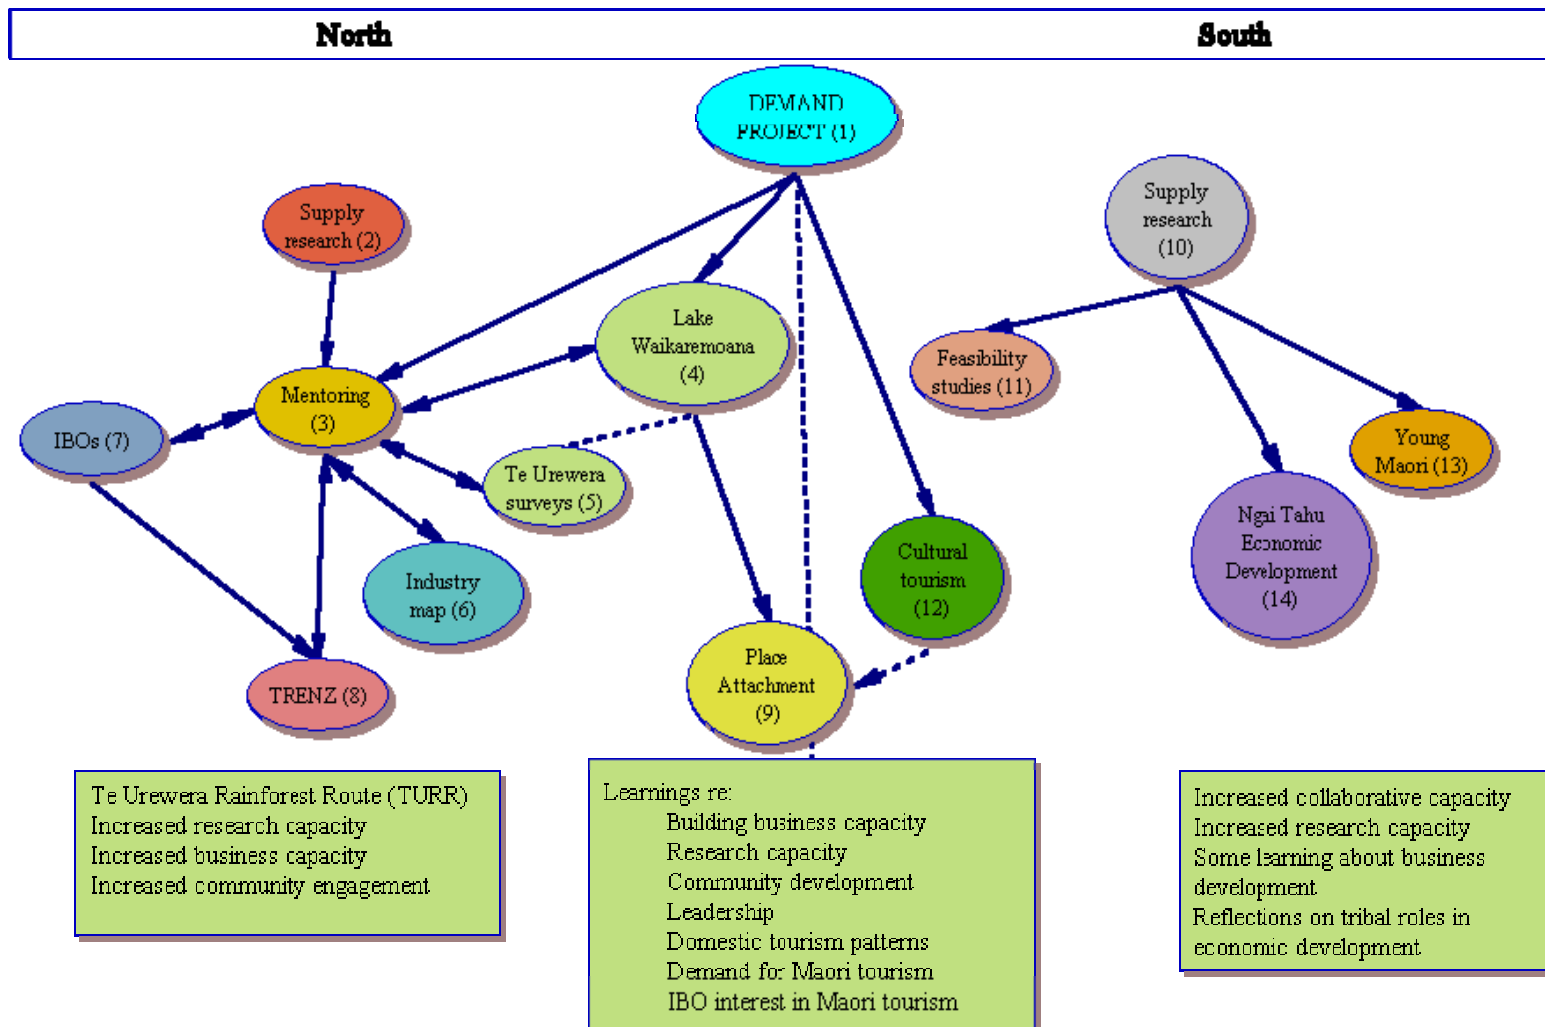 North
South
DEMAND
PROJECT (1)
Supply
research (2)
Supply
research
(10)
Lake
Waikaremoana
(4)
Feasibility
studies (11)
Mentoring
(3)
IBOs (7)
Young
Maori (13)
Te Urewera
surveys (5)
Ngai Tahu
Economic
Development
(14)
Cultural
tourism
(12)
Industry
map (6)
Place
Attachment
(9)
TRENZ (8)
Te Urewera Rainforest Route (TURR)
Increased research capacity
Increased business capacity
Increased community engagement
Learnings re:
Building business capacity
Research capacity
Community development
Leadership
Domestic tourism patterns
Demand for Maori tourism
IBO interest in Maori tourism
Increased collaborative capacity
Increased research capacity
Some learning about business
development
Reflections on tribal roles in
economic development